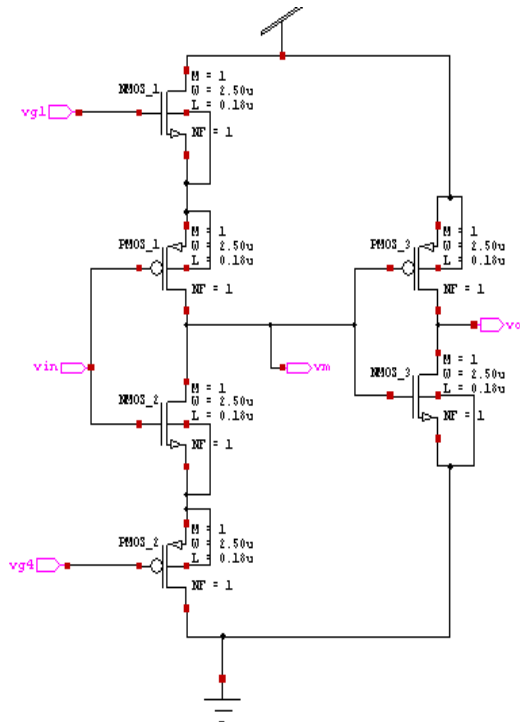 NMOS_1
M = 1
W = 2.50u
L = 0.18u
NF = 1
vg1
PMOS_1
M = 1
W = 2.50u
L = 0.18u
NF = 1
PMOS_3
M = 1
W = 2.50u
L = 0.18u
NF = 1
vin
vm
vo
NMOS_2
M = 1
W = 2.50u
L = 0.18u
NF = 1
NMOS_3
M = 1
W = 2.50u
L = 0.18u
NF = 1
PMOS_2
M = 1
W = 2.50u
L = 0.18u
NF = 1
vg4